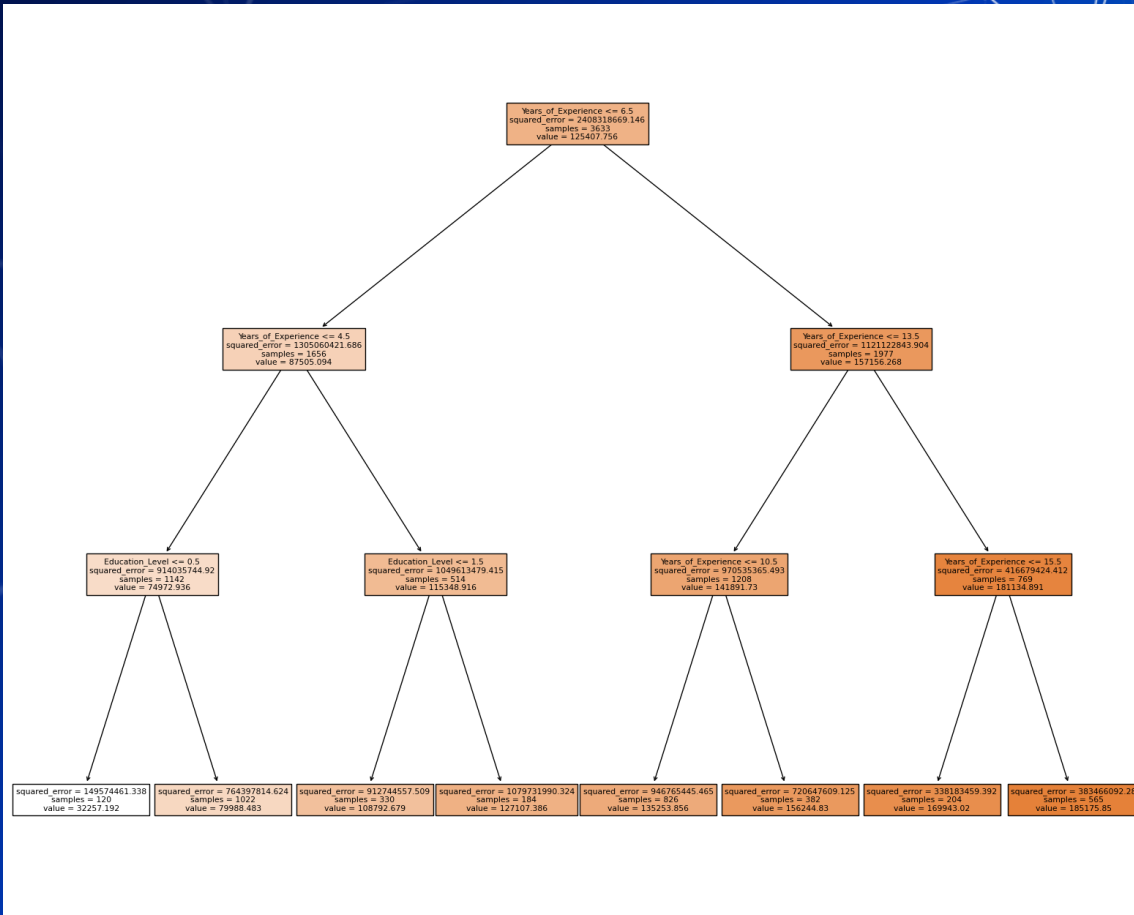 Years_of_Experience <= 6.5
squared_error = 2408318669.146
samples = 3633
value = 125407.756
Years_of_Experience <= 4.5
squared_error = 1305060421.686
samples = 1656
value = 87505.094
Years_of_Experience <= 13.5
squared_error = 1121122843.904
samples = 1977
value = 157156.268
Education_Level <= 0.5
squared_error = 914035744.92
samples = 1142
value = 74972.936
Education_Level <= 1.5
squared_error = 1049613479.415
samples = 514
value = 115348.916
Years_of_Experience <= 10.5
squared_error = 970535365.493
samples = 1208
value = 141891.73
Years_of_Experience <= 15.5
squared_error = 416679424.412
samples = 769
value = 181134.891
squared_error = 149574461.338
samples = 120
value = 32257.192
squared_error = 764397814.624
samples = 1022
value = 79988.483
squared_error = 912744557.509
samples = 330
value = 108792.679
squared_error = 1079731990.324
samples = 184
value = 127107.386
squared_error = 946765445.465
samples = 826
value = 135253.856
squared_error = 720647609.125
samples = 382
value = 156244.83
squared_error = 338183459.392
samples = 204
value = 169943.02
squared_error = 383466092.28
samples = 565
value = 185175.85